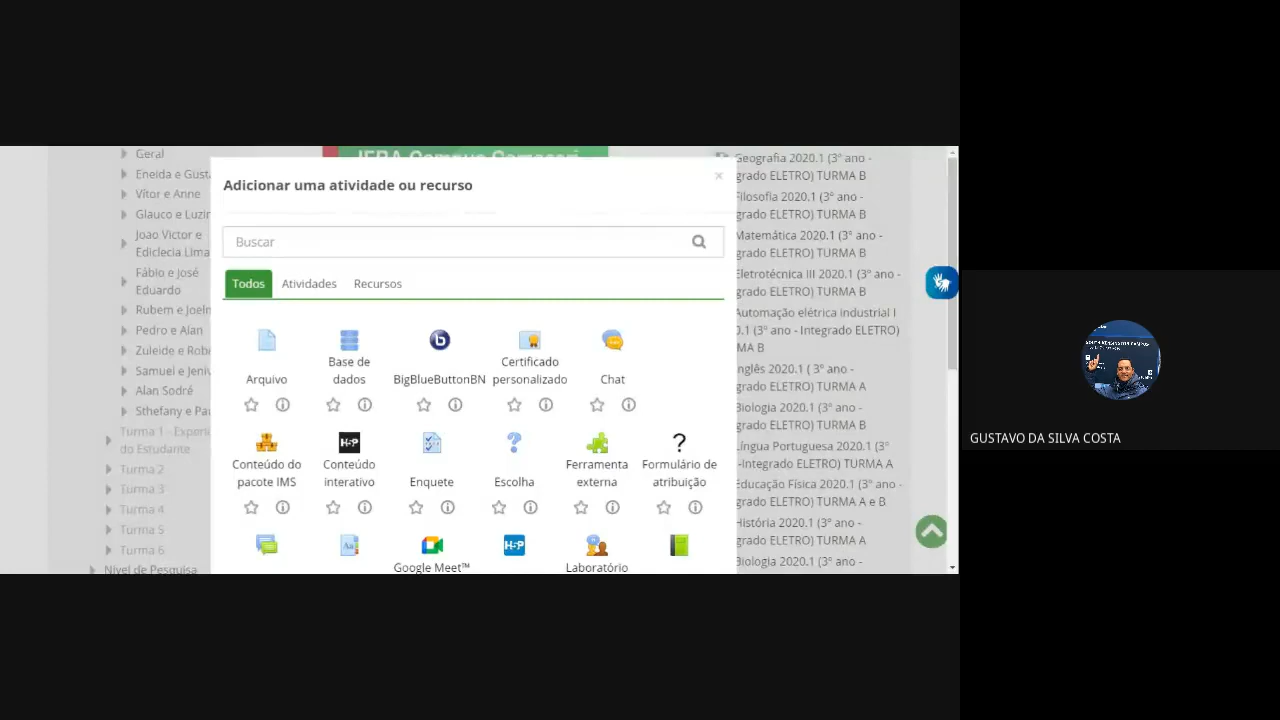 Geral
Eneida e Gust
Vítor e Anne
Glauco e Luzir
Joao Victor e
Ediclecia Lima
Fábio e José
Eduardo
Rubem e Joeln
Pedro e Alan
Zuleide e Rob
Samuel e Jeniv
Alan Sodré
Sthefany e Pa
Turma 1 - Experi
do Estudante
Turma 2
Turma 3
Turma 4
Turma 5
Turma 6
Nível de Pesquisa
IFBA Campus Camaçari
Adicionar uma atividade ou recurso
×
Buscar
Todos
Atividades
Recursos
Arquivo
Base de
dados
BigBlueButtonBN
Certificado
personalizado
Chat
Conteúdo do
pacote IMS
H5P
Conteúdo
interativo
Enquete
Escolha
Ferramenta
externa
Formulário de
atribuição
Google Meet™
H5P
Laboratório
Geografia 2020.1 (3º ano -
grado ELETRO) TURMA B
Filosofia 2020.1 (3º ano -
grado ELETRO) TURMA B
Matemática 2020.1 (3º ano -
grado ELETRO) TURMA B
Eletrotécnica III 2020.1 (3º ano -
grado ELETRO) TURMA B
Automação elétrica industrial I
0.1 (3º ano - Integrado ELETRO)
MA B
nglês 2020.1 ( 3º ano -
grado ELETRO) TURMA A
Biologia 2020.1 (3º ano -
grado ELETRO) TURMA B
Língua Portuguesa 2020.1 (3º
-Integrado ELETRO) TURMA A
Educação Física 2020.1 (3º ano -
grado ELETRO) TURMA A e B
História 2020.1 (3º ano -
grado ELETRO) TURMA A
Biologia 2020.1 (3º ano -
GUSTAVO DA SILVA COSTA